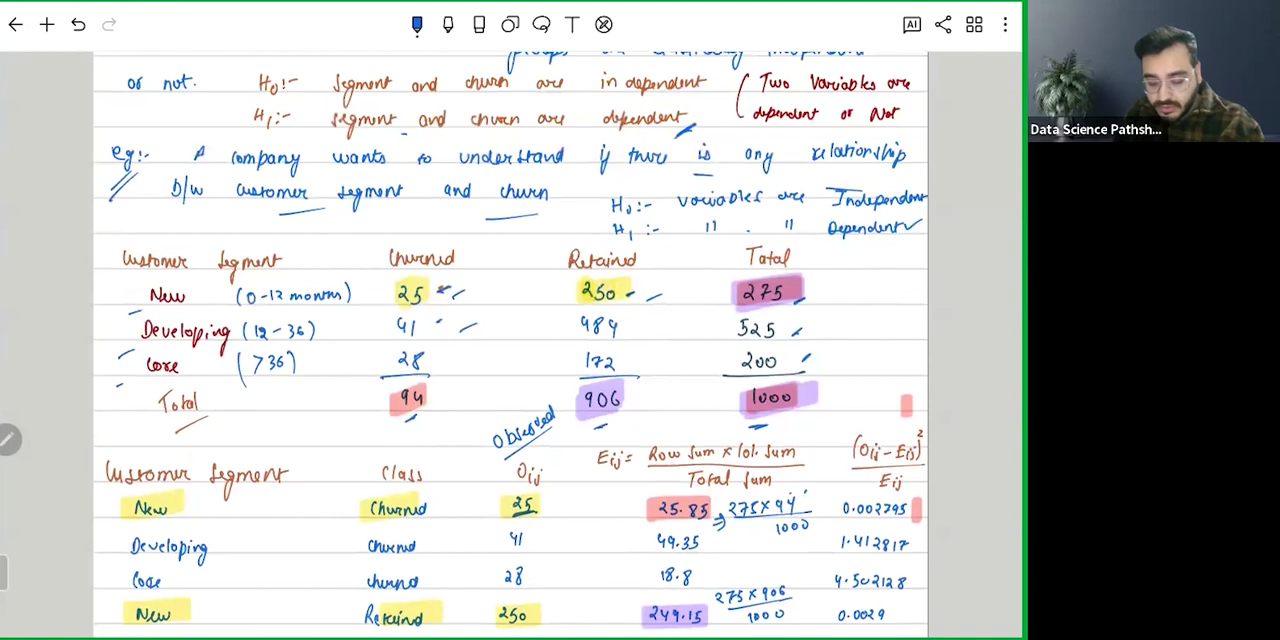 or not. H₀:- segment and churn are in dependent (Two variables are
H₁:- segment and churn are dependent dependent or Not
eg:- A company wants to understand if there is any relationship
b/w customer segment and churn
H₀:- variables are Independent
H₁:- " . " Dependent
Customer Segment Churned Retained Total
New (0-12 months) 25 250 275
Developing (12-36) 41 484 525
Core (>36) 28 172 200
Total 94 906 1000
Observed
Customer Segment Class Oij Eij = Row sum x Col. sum / Total sum (Oij - Eij)² / Eij
New Churned 25 25.85 ⇒ 275 x 94 / 1000 0.002795
Developing churned 41 49.35 1.412817
Core churned 28 18.8 4.502128
New Retained 250 249.15 275 x 906 / 1000 0.0029
AI
Data Science Pathsh...